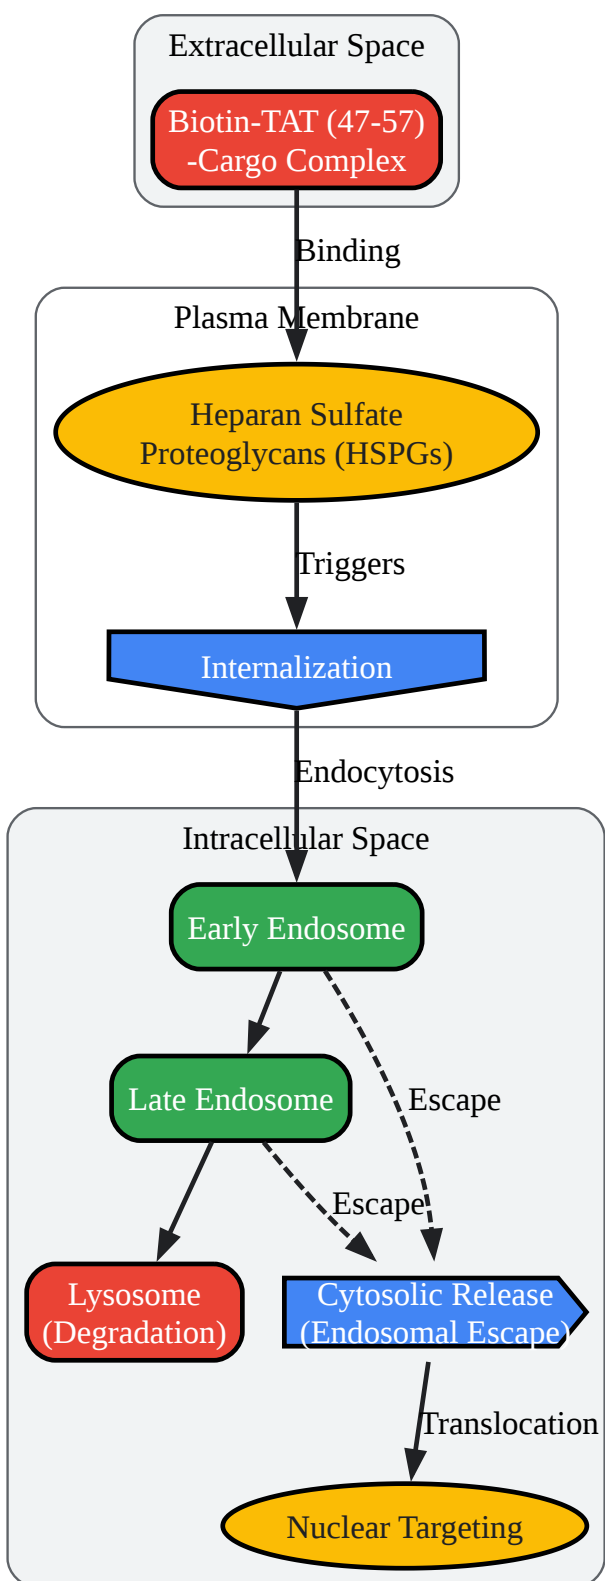 Extracellular Space
Biotin-TAT (47-57)
-Cargo Complex
Binding
Plasma Membrane
Heparan Sulfate
Proteoglycans (HSPGs)
Triggers
Internalization
Endocytosis
Intracellular Space
Early Endosome
Late Endosome
Escape
Escape
Lysosome
(Degradation)
Cytosolic Release
(Endosomal Escape)
Translocation
Nuclear Targeting